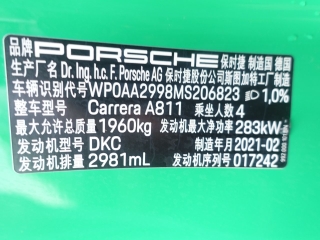 品牌 PORSCHE 保时捷 制造国 德国
生产厂名 Dr. Ing. h.c. F. Porsche AG 保时捷股份公司斯图加特工厂制造
车辆识别代号 WP0AA2998MS206823 1,0%
整车型号 Carrera A811 乘坐人数 4
最大允许总质量 1960kg 发动机最大净功率 283kW
发动机型号 DKC 制造年月 2021-02
发动机排量 2981mL 发动机序列号 017242